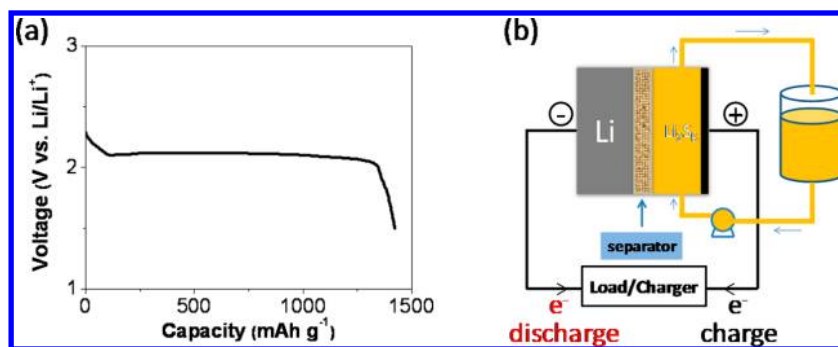 (a)
3
2
1
Voltage (V vs. Li/Li⁺)
0
500
1000
1500
Capacity (mAh g⁻¹)
(b)
-
Li
+
separator
Load/Charger
e⁻
e⁻
discharge
charge